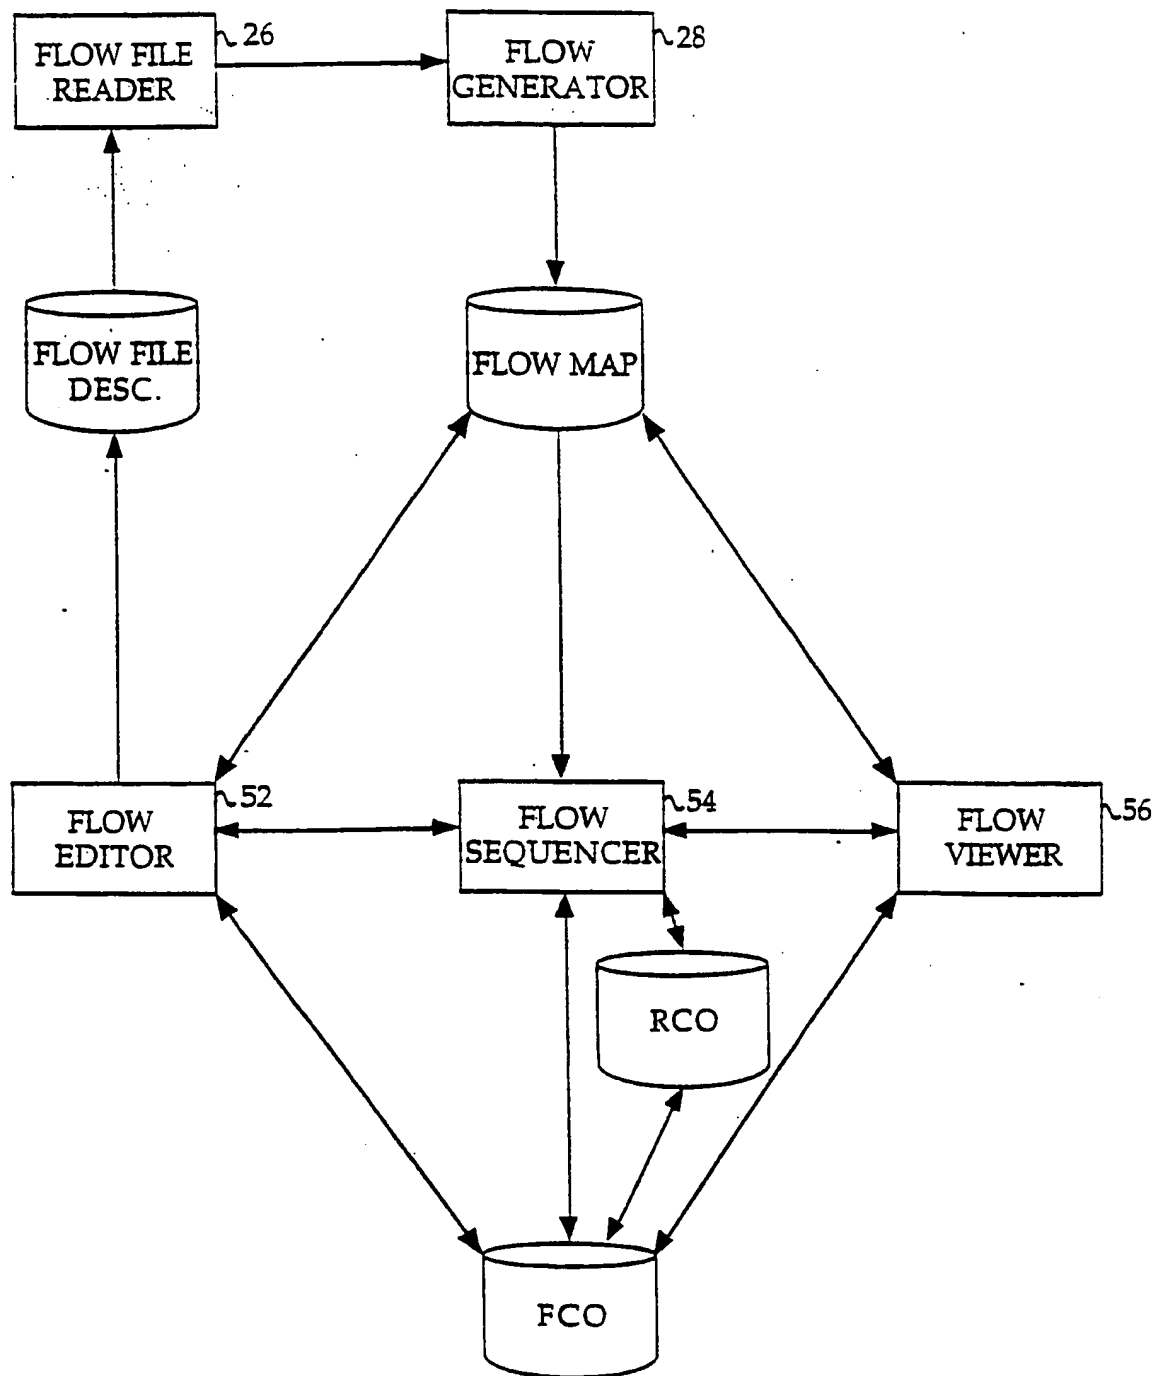 FLOW FILE
READER
26
FLOW
GENERATOR
28
FLOW FILE
DESC.
FLOW MAP
FLOW
EDITOR
52
FLOW
SEQUENCER
54
FLOW
VIEWER
56
RCO
FCO